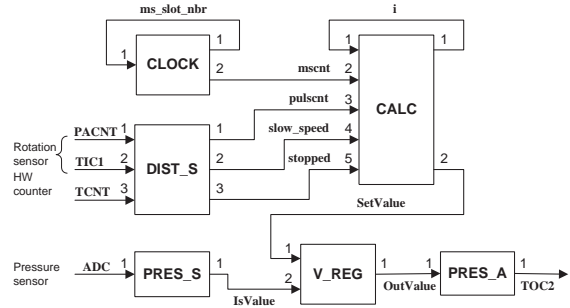 ms_slot_nbr
i
1 CLOCK 1
2 mscnt
1
2
3
4
5
CALC
1
2
pulscnt
slow_speed
stopped
Rotation
sensor
HW
counter
PACNT 1
TIC1 2
TCNT 3
DIST_S
1
2
3
SetValue
Pressure
sensor
ADC 1 PRES_S 1
IsValue
1
2
V_REG 1
OutValue
1 PRES_A 1
TOC2